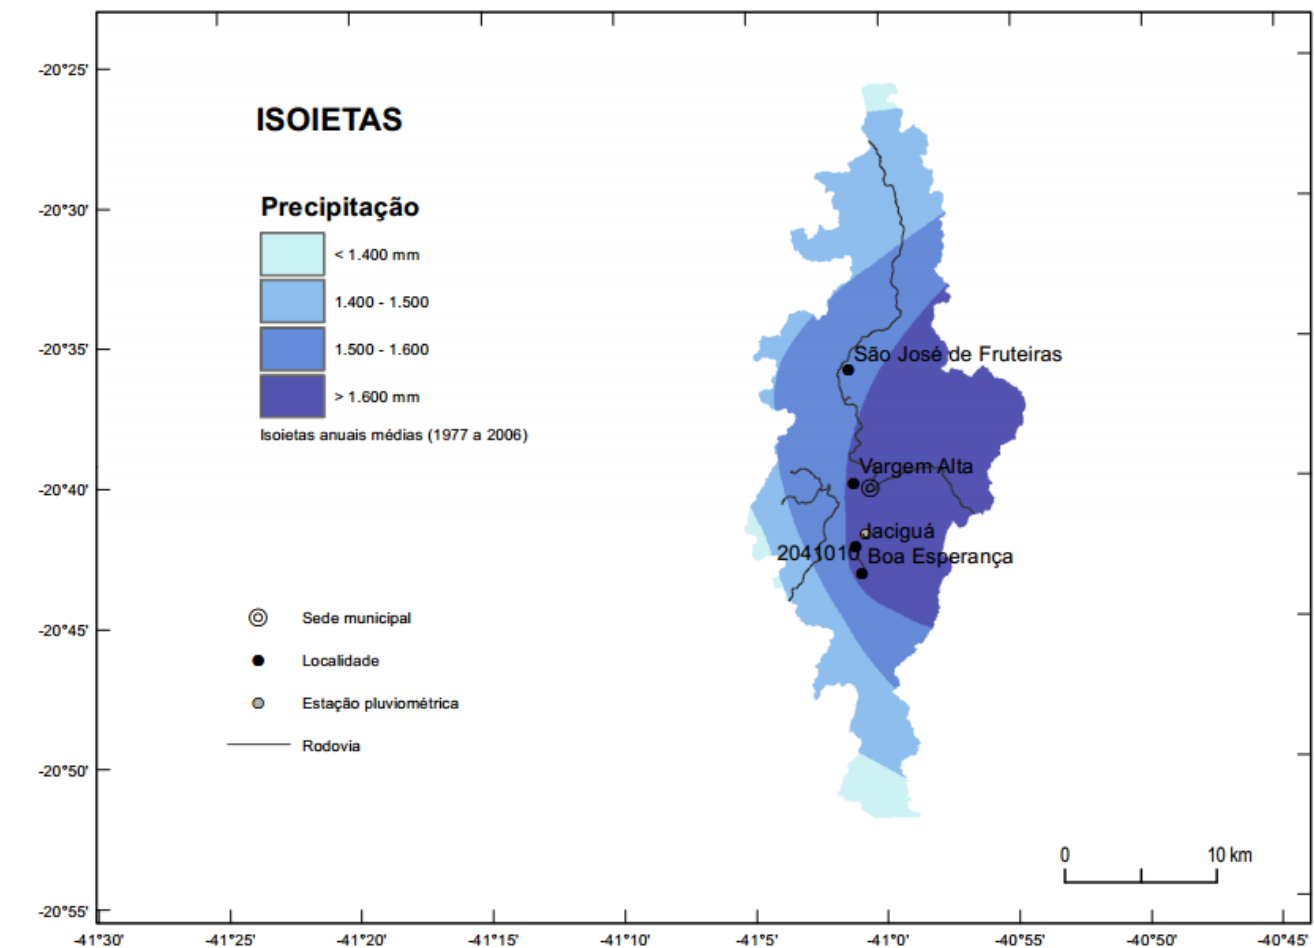 -20°25'
ISOIETAS
Precipitação
-20°30'
< 1.400 mm
1.400 - 1.500
1.500 - 1.600
-20°35'
> 1.600 mm
Isoietas anuais médias (1977 a 2006)
São José de Fruteiras
Vargem Alta
-20°40'
Jaciguá
2041010
Boa Esperança
-20°45'
Sede municipal
Localidade
Estação pluviométrica
Rodovia
-20°50'
0 10 km
-20°55'
-41°30' -41°25' -41°20' -41°15' -41°10' -41°5' -41°0' -40°55' -40°50' -40°45'